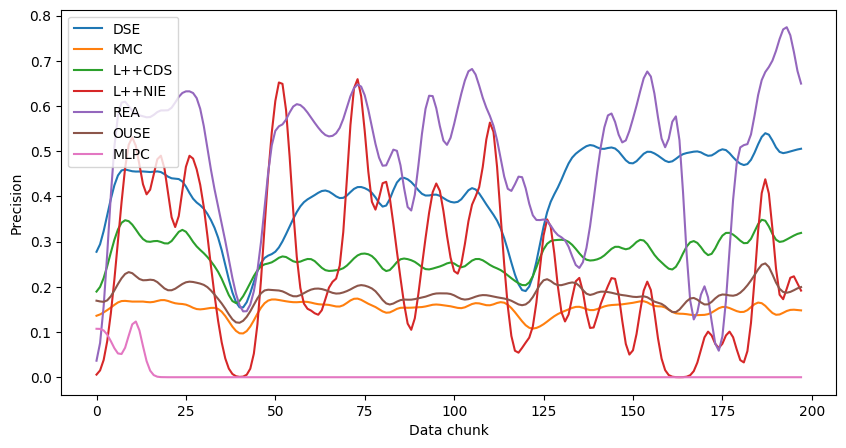 0.8
0.7
0.6
0.5
0.4
0.3
0.2
0.1
0.0
Precision
DSE
KMC
L++CDS
L++NIE
REA
OUSE
MLPC
0 25 50 75 100 125 150 175 200
Data chunk